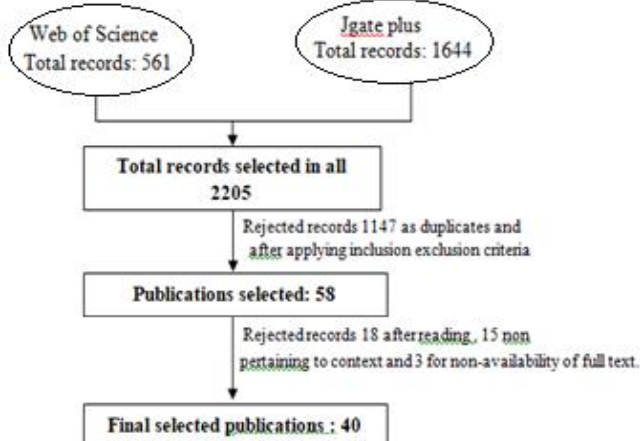 Web of Science
Total records: 561
Jgate plus
Total records: 1644
Total records selected in all
2205
Rejected records 1147 as duplicates and
after applying inclusion exclusion criteria
Publications selected: 58
Rejected records 18 after reading , 15 non
pertaining to context and 3 for non-availability of full text.
Final selected publications : 40